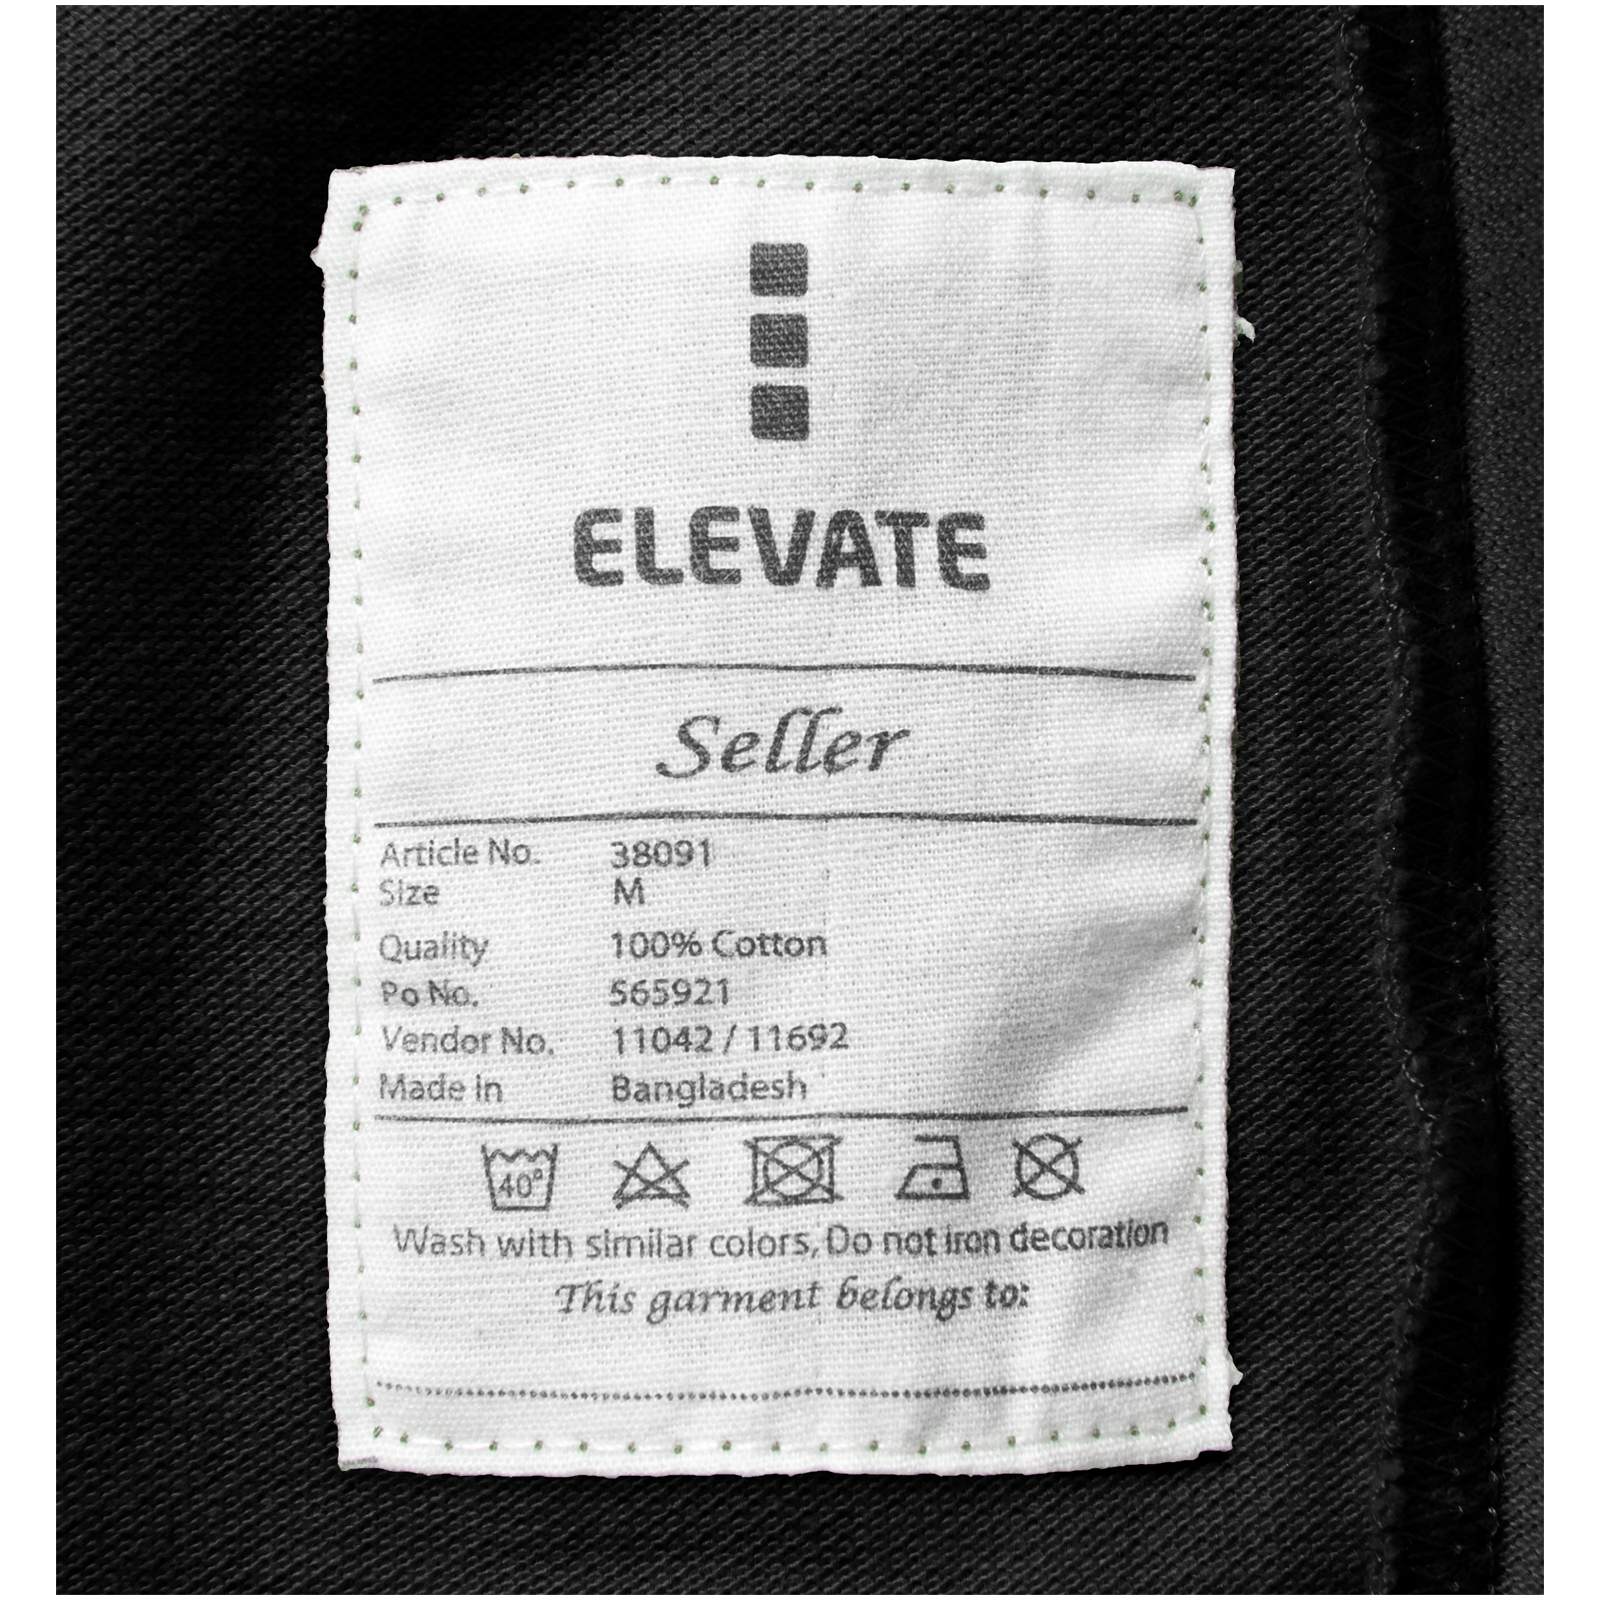 ELEVATE
Seller
Article No. 38091
Size M
Quality 100% Cotton
Po No. 565921
Vendor No. 11042 / 11692
Made in Bangladesh
40°
Wash with similar colors, Do not iron decoration
This garment belongs to: